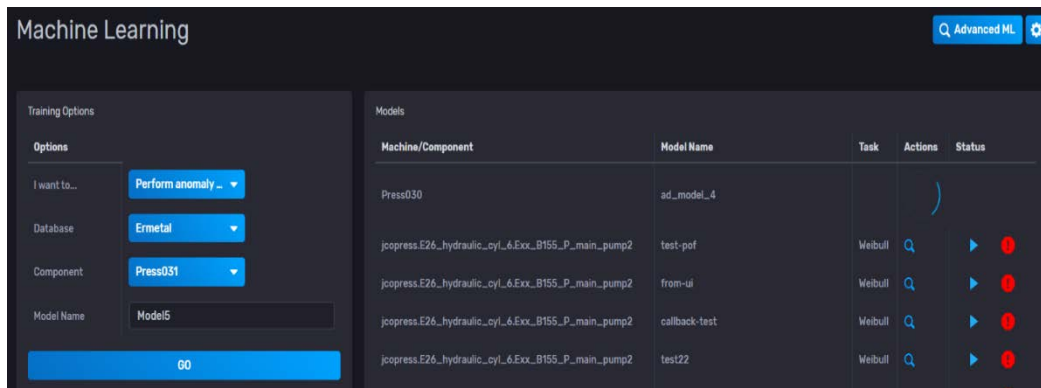 Machine Learning
Advanced ML
Training Options
Options
I want to... Perform anomaly ...
Database Ermetal
Component Press031
Model Name Model5
GO
Models
Machine/Component Model Name Task Actions Status
Press030 ad_model_4
jcopress.E26_hydraulic_cyl_6.Exx_B155_P_main_pump2 test-pof Weibull
jcopress.E26_hydraulic_cyl_6.Exx_B155_P_main_pump2 from-ui Weibull
jcopress.E26_hydraulic_cyl_6.Exx_B155_P_main_pump2 callback-test Weibull
jcopress.E26_hydraulic_cyl_6.Exx_B155_P_main_pump2 test22 Weibull